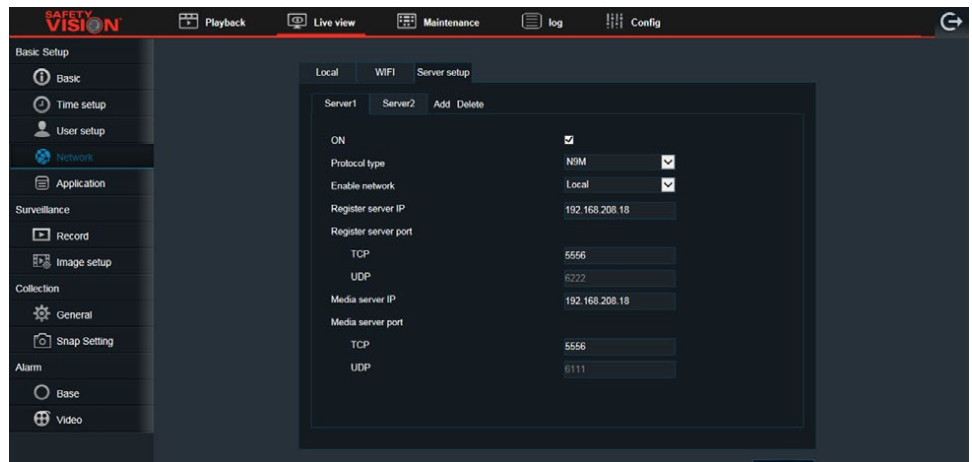 SAFETY VISION Playback Live view Maintenance log Config
Basic Setup
Basic
Time setup
User setup
Network
Application
Surveillance
Record
Image setup
Collection
General
Snap Setting
Alarm
Base
Video
Local WIFI Server setup
Server1 Server2 Add Delete
ON
Protocol type N9M
Enable network Local
Register server IP 192.168.208.18
Register server port
TCP 5556
UDP 6222
Media server IP 192.168.208.18
Media server port
TCP 5556
UDP 6111